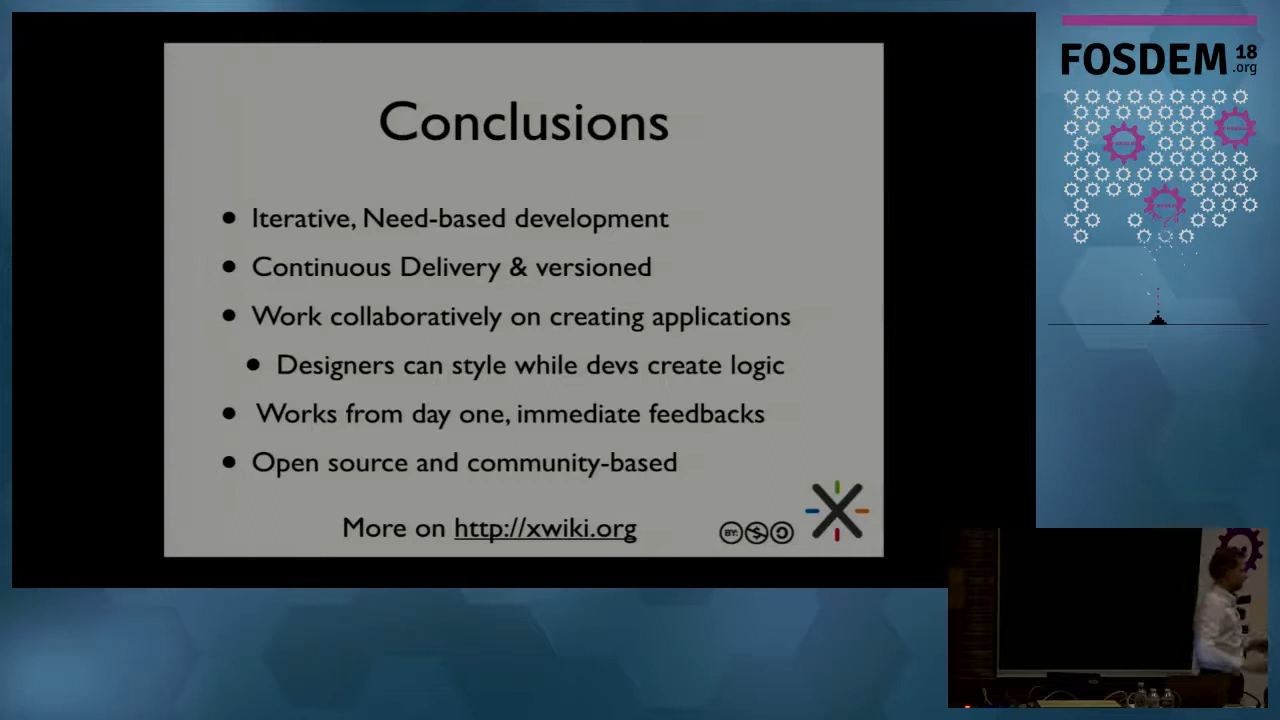 Conclusions
• Iterative, Need-based development
• Continuous Delivery & versioned
• Work collaboratively on creating applications
• Designers can style while devs create logic
• Works from day one, immediate feedbacks
• Open source and community-based
More on http://xwiki.org
BY:
FOSDEM 18
.org